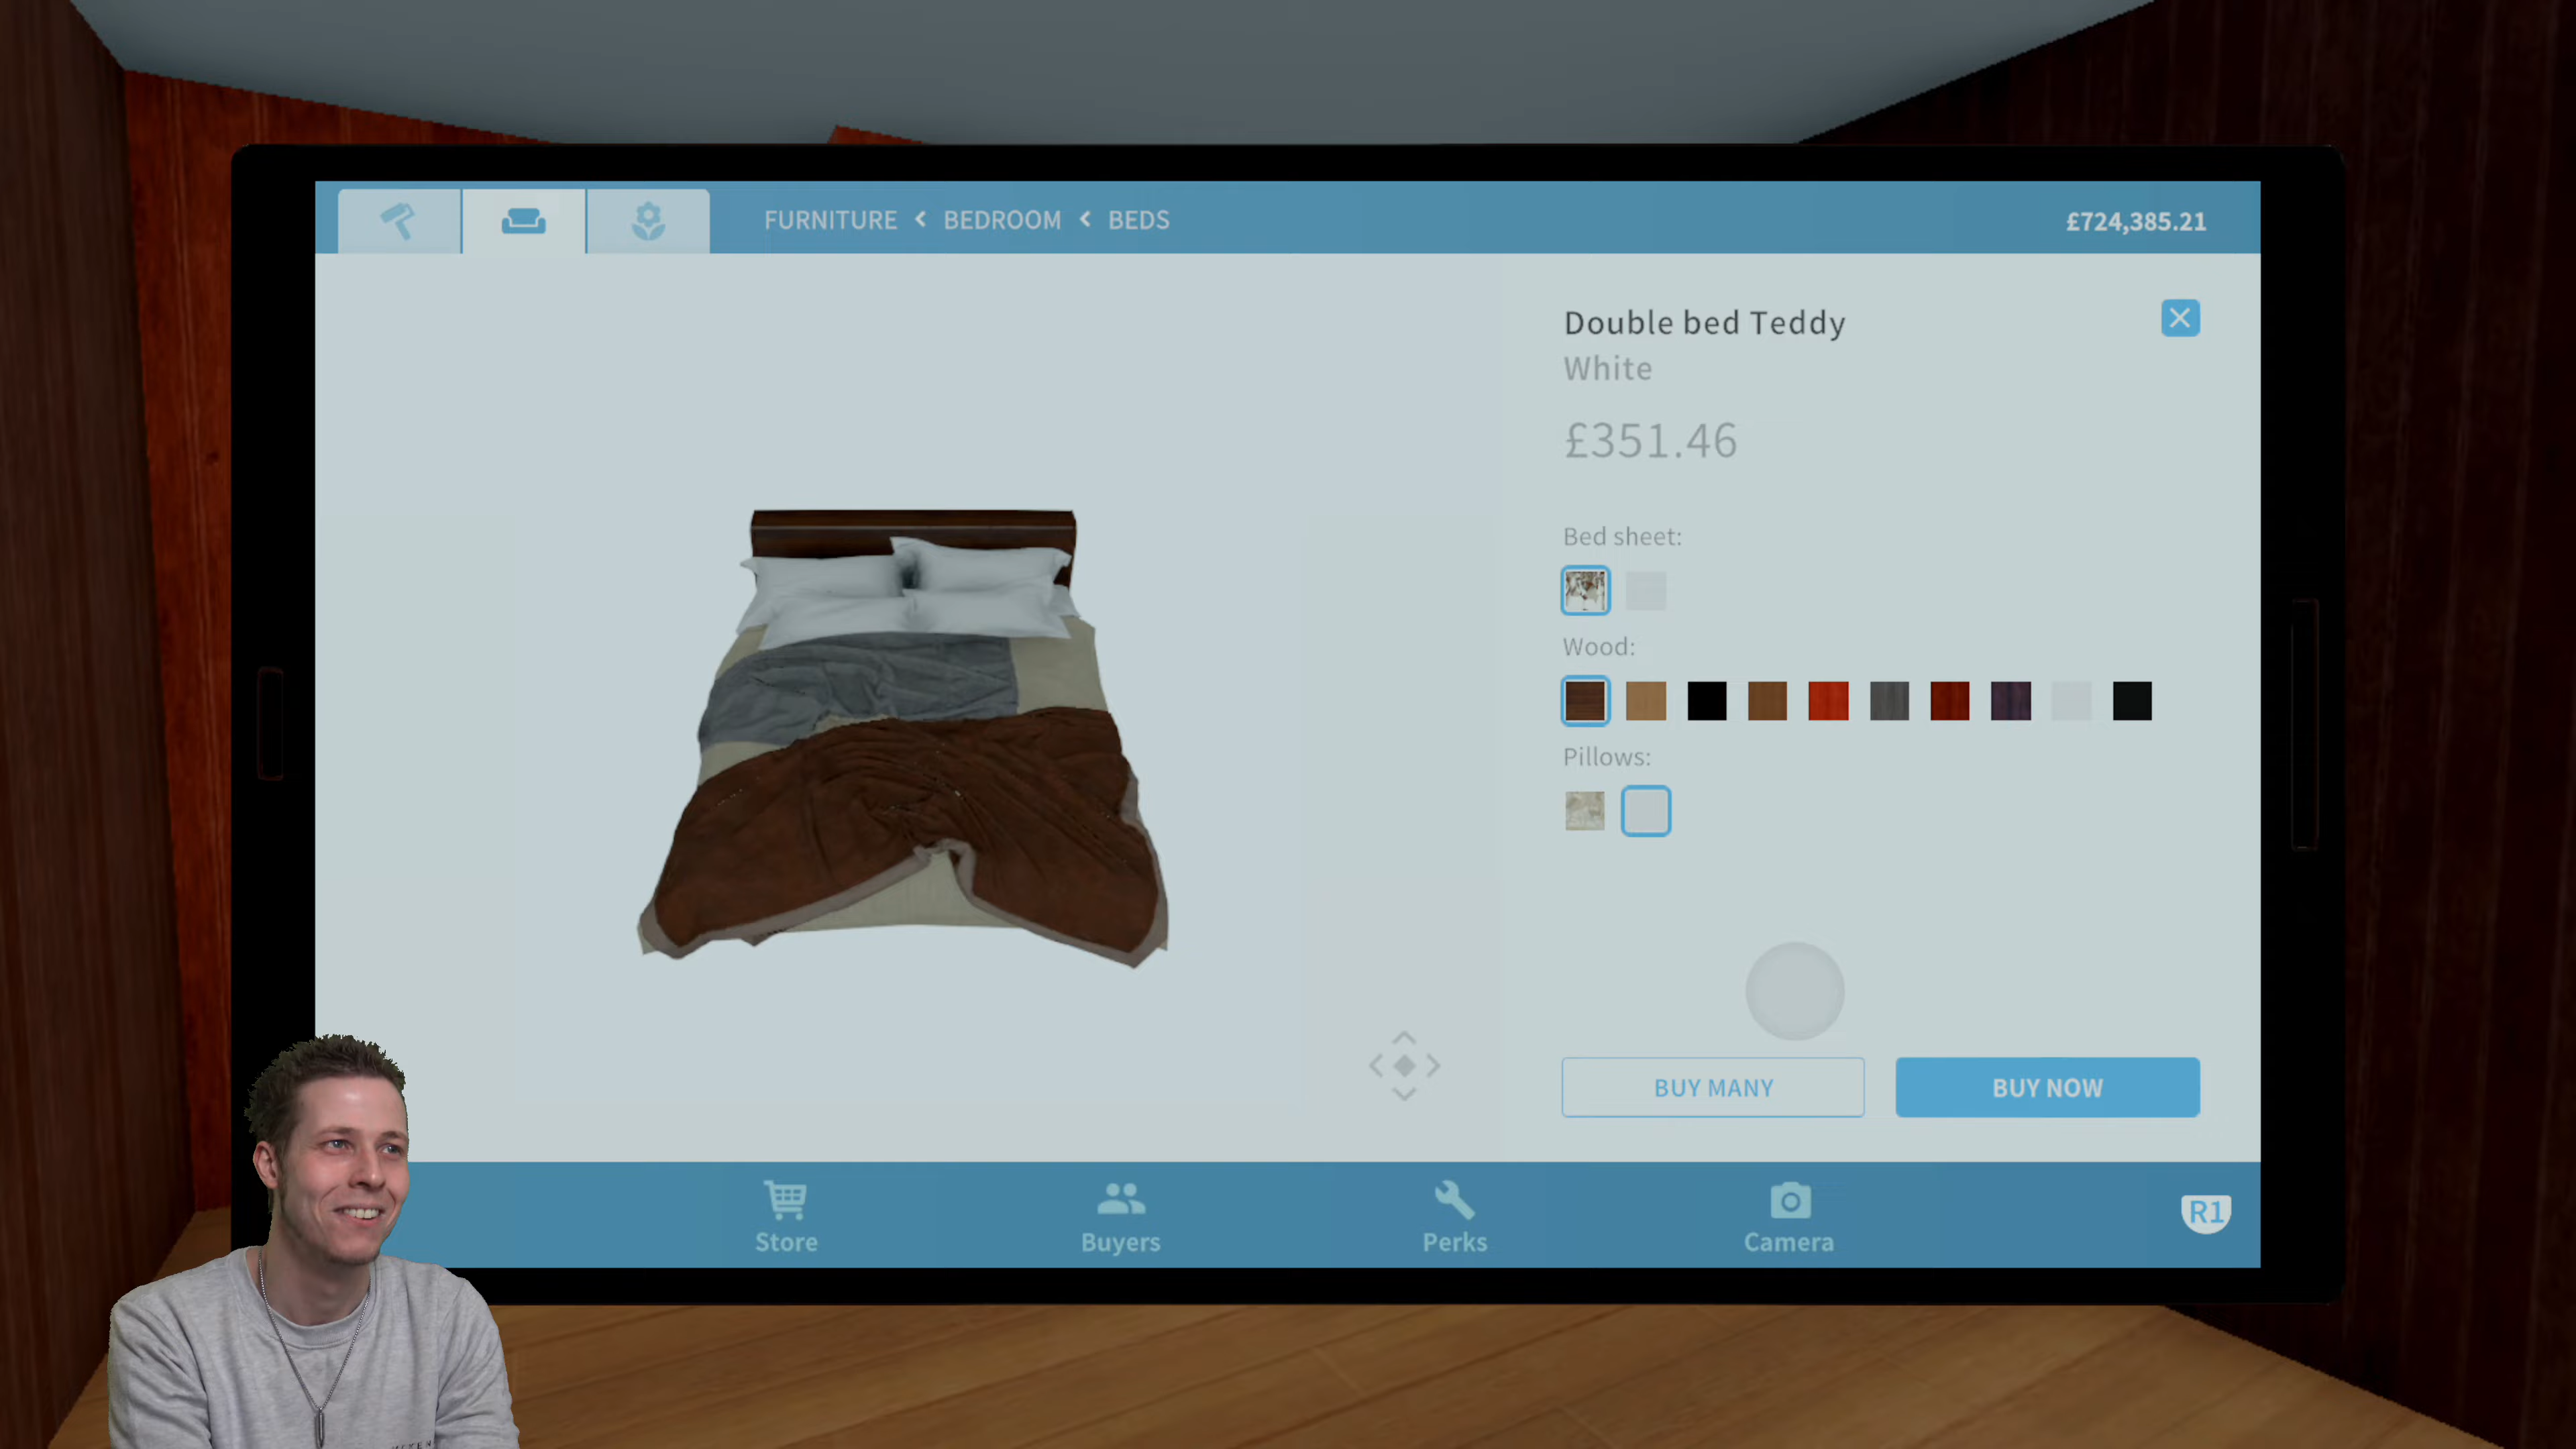 FURNITURE < BEDROOM < BEDS
£724,385.21
Double bed Teddy
White
£351.46
Bed sheet:
Wood:
Pillows:
BUY MANY
BUY NOW
Store
Buyers
Perks
Camera
R1